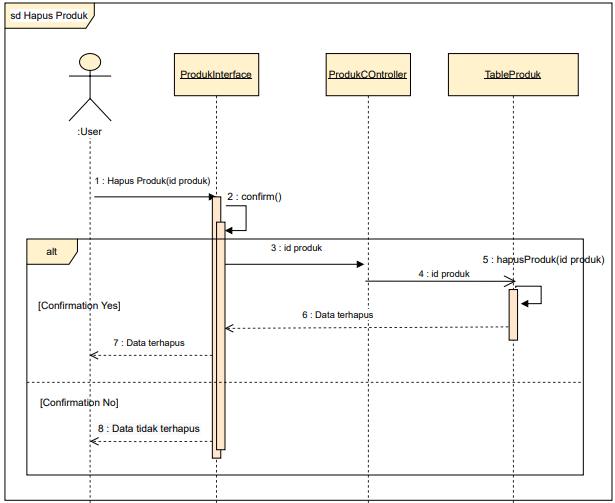 sd Hapus Produk
ProdukInterface
ProdukCOntroller
TableProduk
:User
1 : Hapus Produk(id produk)
2 : confirm()
alt
3 : id produk
5 : hapusProduk(id produk)
4 : id produk
[Confirmation Yes]
6 : Data terhapus
7 : Data terhapus
[Confirmation No]
8 : Data tidak terhapus